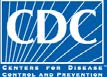 CDC
CENTERS FOR DISEASE
CONTROL AND PREVENTION